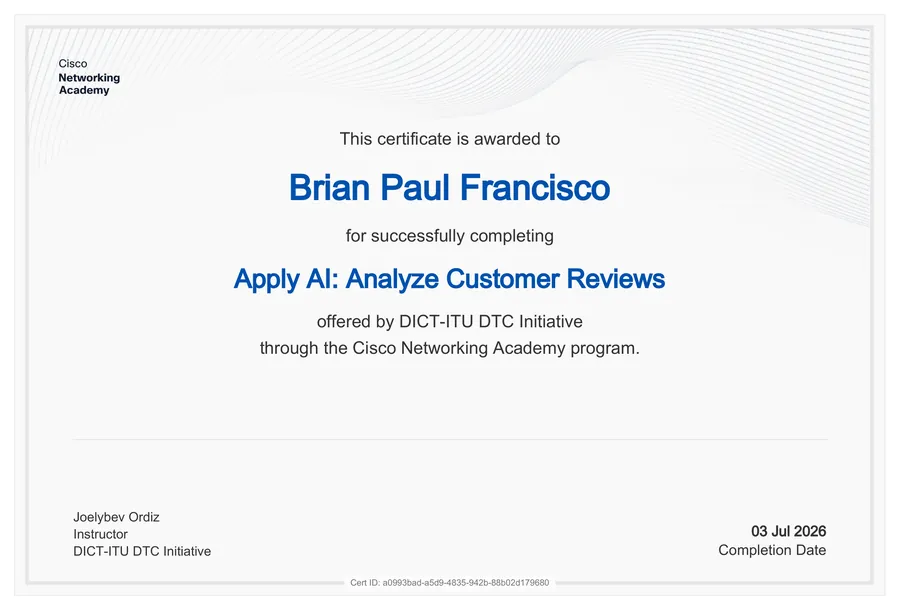 Cisco
Networking
Academy
This certificate is awarded to
Brian Paul Francisco
for successfully completing
Apply AI: Analyze Customer Reviews
offered by DICT-ITU DTC Initiative
through the Cisco Networking Academy program.
Joelybev Ordiz
Instructor
DICT-ITU DTC Initiative
03 Jul 2026
Completion Date
Cert ID: a0993bad-a5d9-4835-942b-88b02d179680